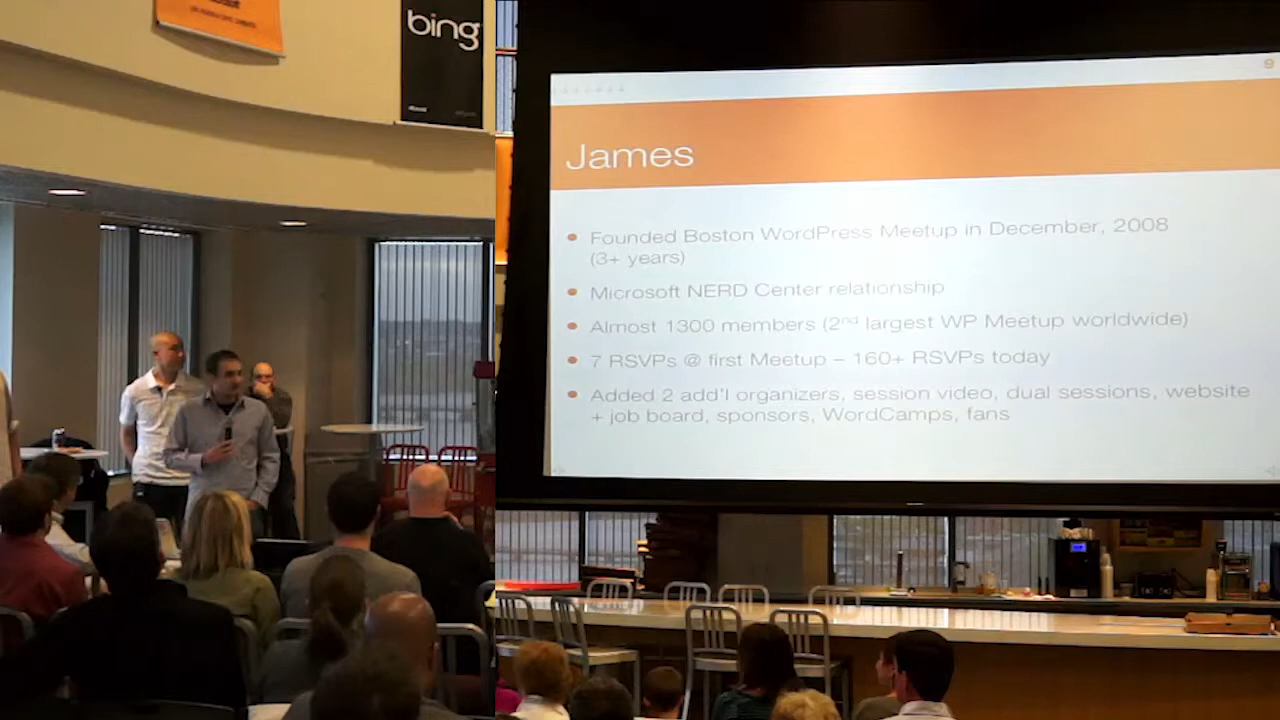 bing
9
James
Founded Boston WordPress Meetup in December, 2008
(3+ years)
Microsoft NERD Center relationship
Almost 1300 members (2nd largest WP Meetup worldwide)
7 RSVPs @ first Meetup – 160+ RSVPs today
Added 2 add'l organizers, session video, dual sessions, website
+ job board, sponsors, WordCamps, fans